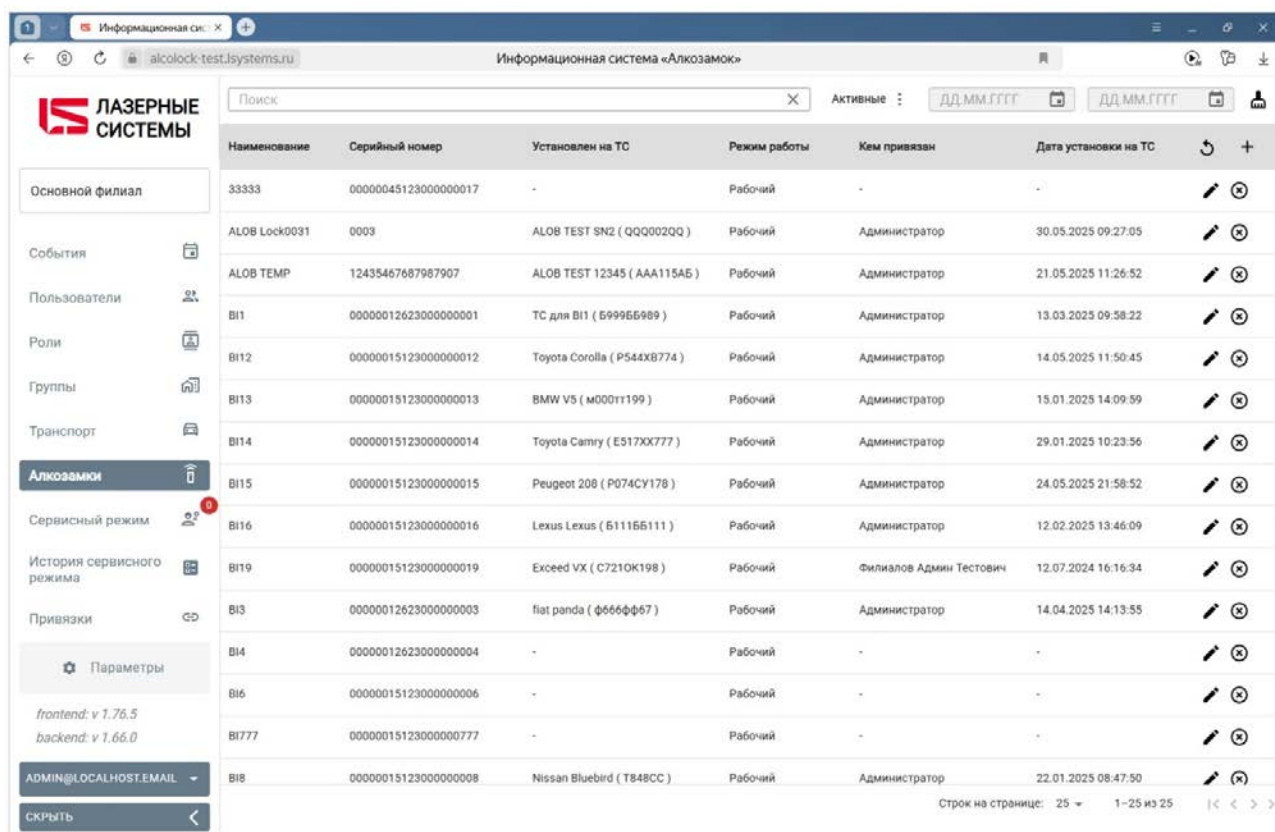 1
Информационная сис
alcolock-test.lsystems.ru
Информационная система «Алкозамок»
ЛАЗЕРНЫЕ
СИСТЕМЫ
Поиск
Активные
ДД.ММ.ГГГГ
ДД.ММ.ГГГГ
Наименование Серийный номер Установлен на ТС Режим работы Кем привязан Дата установки на ТС
Основной филиал
События
Пользователи
Роли
Группы
Транспорт
Алкозамки
0
Сервисный режим
История сервисного
режима
Привязки
Параметры
frontend: v 1.76.5
backend: v 1.66.0
ADMIN@LOCALHOST.EMAIL
СКРЫТЬ
33333 00000045123000000017 - Рабочий - -
ALOB Lock0031 0003 ALOB TEST SN2 ( QQQ002QQ ) Рабочий Администратор 30.05.2025 09:27:05
ALOB TEMP 12435467687987907 ALOB TEST 12345 ( AAA115АБ ) Рабочий Администратор 21.05.2025 11:26:52
BI1 00000012623000000001 ТС для BI1 ( Б999ББ989 ) Рабочий Администратор 13.03.2025 09:58:22
BI12 00000015123000000012 Toyota Corolla ( P544XB774 ) Рабочий Администратор 14.05.2025 11:50:45
BI13 00000015123000000013 BMW V5 ( м000тт199 ) Рабочий Администратор 15.01.2025 14:09:59
BI14 00000015123000000014 Toyota Camry ( E517XX777 ) Рабочий Администратор 29.01.2025 10:23:56
BI15 00000015123000000015 Peugeot 208 ( Р074СУ178 ) Рабочий Администратор 24.05.2025 21:58:52
BI16 00000015123000000016 Lexus Lexus ( Б111ББ111 ) Рабочий Администратор 12.02.2025 13:46:09
BI19 00000015123000000019 Exceed VX ( C721OK198 ) Рабочий Филиалов Админ Тестович 12.07.2024 16:16:34
BI3 00000012623000000003 fiat panda ( ф666фф67 ) Рабочий Администратор 14.04.2025 14:13:55
BI4 00000012623000000004 - Рабочий - -
BI6 00000015123000000006 - Рабочий - -
BI777 00000015123000000777 - Рабочий - -
BI8 00000015123000000008 Nissan Bluebird ( T848CC ) Рабочий Администратор 22.01.2025 08:47:50
Строк на странице: 25 1–25 из 25